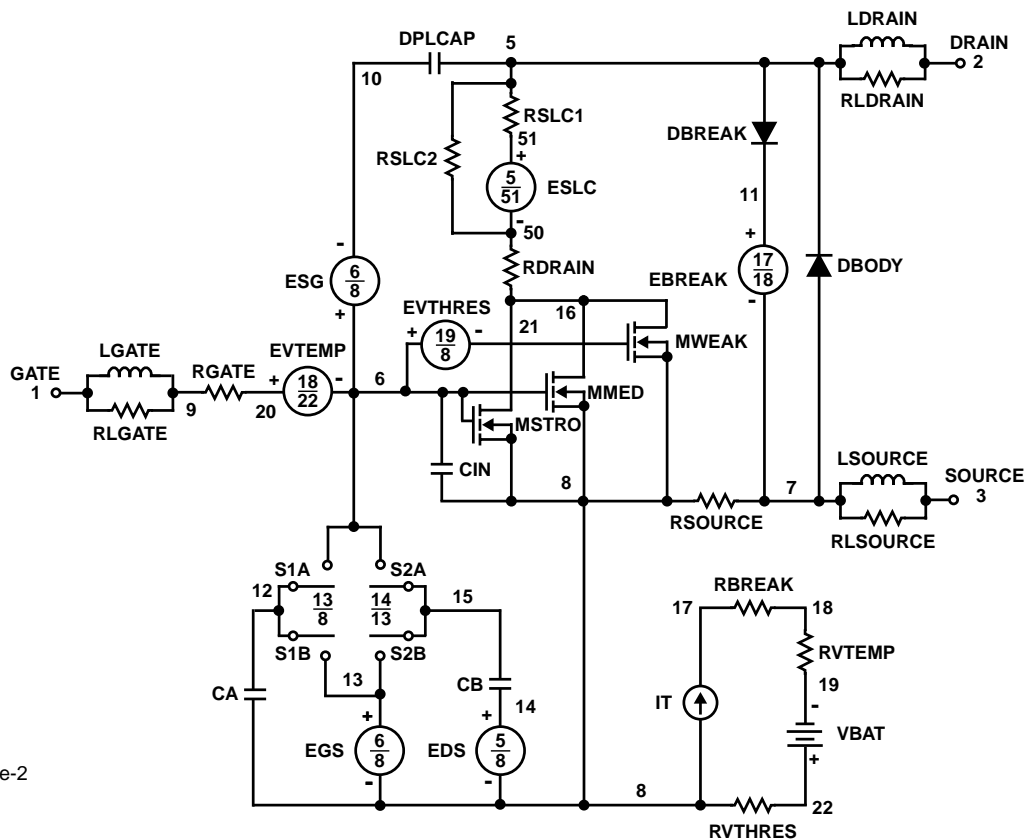 LDRAIN
DPLCAP
5
DRAIN
2
10
RLDRAIN
RSLC1
DBREAK
51
RSLC2
+
5
51
ESLC
11
-
50
-
+
17
18
DBODY
6
8
RDRAIN
EBREAK
ESG
-
+
EVTHRES
16
+
19
8
-
21
MWEAK
LGATE
EVTEMP
GATE
1
RGATE
+
18
22
-
6
MMED
9
20
MSTRO
RLGATE
LSOURCE
CIN
8
7
SOURCE
3
RSOURCE
RLSOURCE
S1A
S2A
12
13
8
14
13
15
RBREAK
17
18
S1B
S2B
RVTEMP
13
CB
19
CA
14
IT
-
+
+
VBAT
EGS
6
8
EDS
5
8
+
-
-
8
22
RVTHRES
e-2